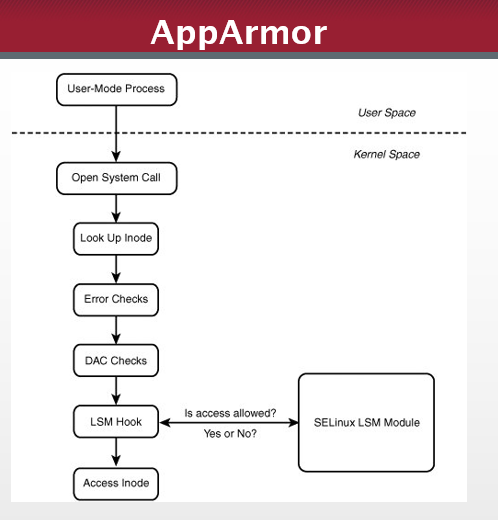 AppArmor
User-Mode Process
User Space
Kernel Space
Open System Call
Look Up Inode
Error Checks
DAC Checks
LSM Hook
Is access allowed?
Yes or No?
SELinux LSM Module
Access Inode